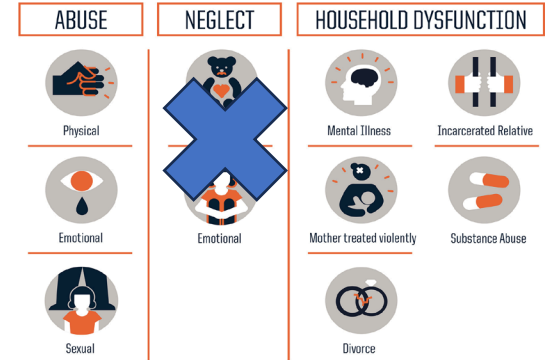 ABUSE
NEGLECT
HOUSEHOLD DYSFUNCTION
Physical
Mental Illness
Incarcerated Relative
Emotional
Emotional
Mother treated violently
Substance Abuse
Sexual
Divorce